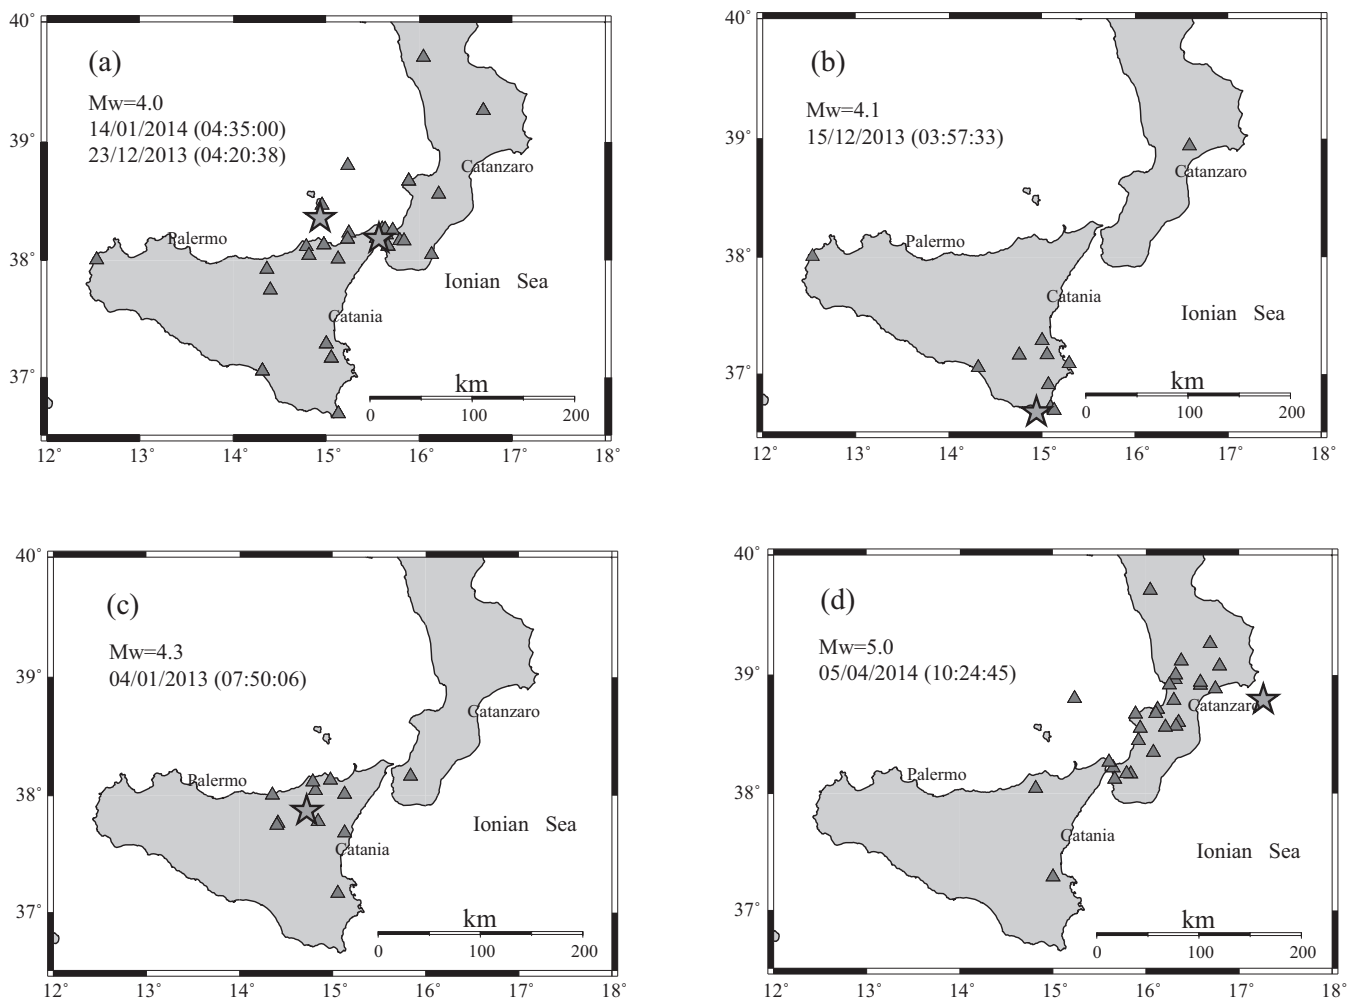 40˚
(a)
Mw=4.0
14/01/2014 (04:35:00)
23/12/2013 (04:20:38)
39˚
Catanzaro
Palermo
38˚
Ionian Sea
Catania
37˚
km
0 100 200
12˚ 13˚ 14˚ 15˚ 16˚ 17˚ 18˚
40˚
(b)
Mw=4.1
15/12/2013 (03:57:33)
39˚
Catanzaro
Palermo
38˚
Catania
Ionian Sea
37˚
km
0 100 200
12˚ 13˚ 14˚ 15˚ 16˚ 17˚ 18˚
40˚
(c)
Mw=4.3
04/01/2013 (07:50:06)
39˚
Catanzaro
Palermo
38˚
Ionian Sea
Catania
37˚
km
0 100 200
12˚ 13˚ 14˚ 15˚ 16˚ 17˚ 18˚
40˚
(d)
Mw=5.0
05/04/2014 (10:24:45)
39˚
Catanzaro
Palermo
38˚
Catania
Ionian Sea
37˚
km
0 100 200
12˚ 13˚ 14˚ 15˚ 16˚ 17˚ 18˚